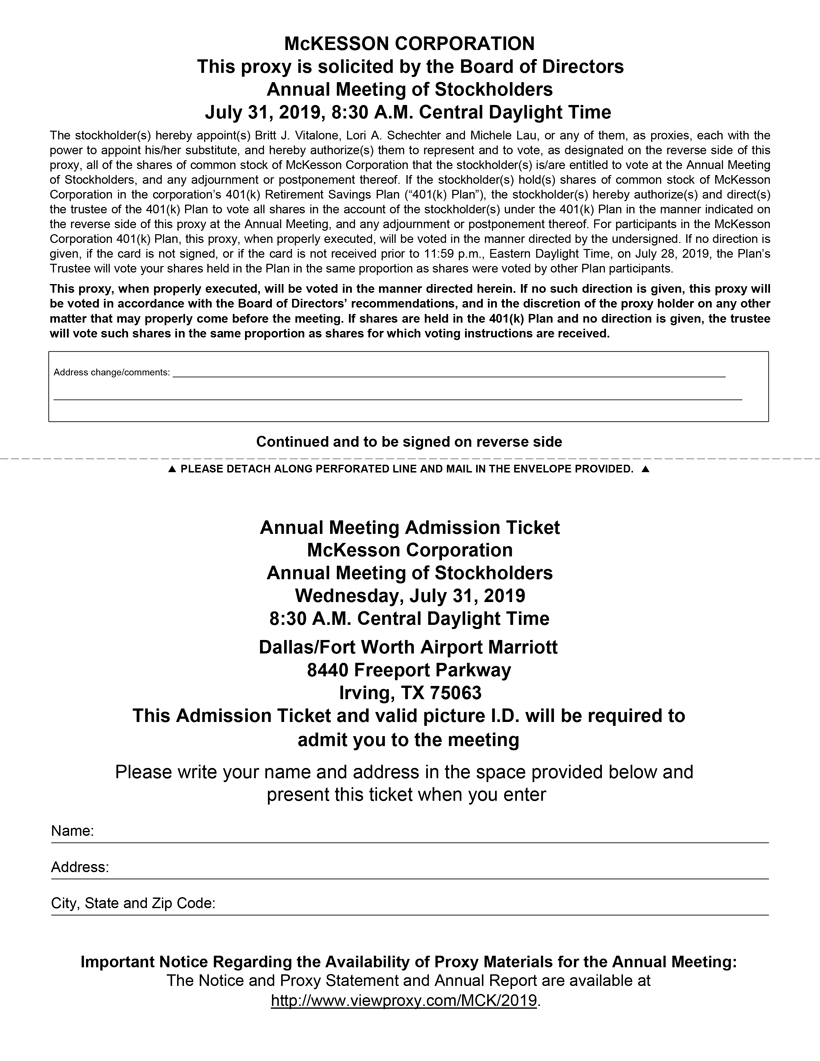 McKESSON CORPORATION
This proxy is solicited by the Board of Directors
Annual Meeting of Stockholders
July 31, 2019, 8:30 A.M. Central Daylight Time
The stockholder(s) hereby appoint(s) Britt J. Vitalone, Lori A. Schechter and Michele Lau, or any of them, as proxies, each with the
power to appoint his/her substitute, and hereby authorize(s) them to represent and to vote, as designated on the reverse side of this
proxy, all of the shares of common stock of McKesson Corporation that the stockholder(s) is/are entitled to vote at the Annual Meeting
of Stockholders, and any adjournment or postponement thereof. If the stockholder(s) hold(s) shares of common stock of McKesson
Corporation in the corporation’s 401(k) Retirement Savings Plan (“401(k) Plan”), the stockholder(s) hereby authorize(s) and direct(s)
the trustee of the 401(k) Plan to vote all shares in the account of the stockholder(s) under the 401(k) Plan in the manner indicated on
the reverse side of this proxy at the Annual Meeting, and any adjournment or postponement thereof. For participants in the McKesson
Corporation 401(k) Plan, this proxy, when properly executed, will be voted in the manner directed by the undersigned. If no direction is
given, if the card is not signed, or if the card is not received prior to 11:59 p.m., Eastern Daylight Time, on July 28, 2019, the Plan’s
Trustee will vote your shares held in the Plan in the same proportion as shares were voted by other Plan participants.
This proxy, when properly executed, will be voted in the manner directed herein. If no such direction is given, this proxy will
be voted in accordance with the Board of Directors’ recommendations, and in the discretion of the proxy holder on any other
matter that may properly come before the meeting. If shares are held in the 401(k) Plan and no direction is given, the trustee
will vote such shares in the same proportion as shares for which voting instructions are received.
Address change/comments:
Continued and to be signed on reverse side
▲ PLEASE DETACH ALONG PERFORATED LINE AND MAIL IN THE ENVELOPE PROVIDED. ▲
Annual Meeting Admission Ticket
McKesson Corporation
Annual Meeting of Stockholders
Wednesday, July 31, 2019
8:30 A.M. Central Daylight Time
Dallas/Fort Worth Airport Marriott
8440 Freeport Parkway
Irving, TX 75063
This Admission Ticket and valid picture I.D. will be required to
admit you to the meeting
Please write your name and address in the space provided below and
present this ticket when you enter
Name:
Address:
City, State and Zip Code:
Important Notice Regarding the Availability of Proxy Materials for the Annual Meeting:
The Notice and Proxy Statement and Annual Report are available at
http://www.viewproxy.com/MCK/2019.